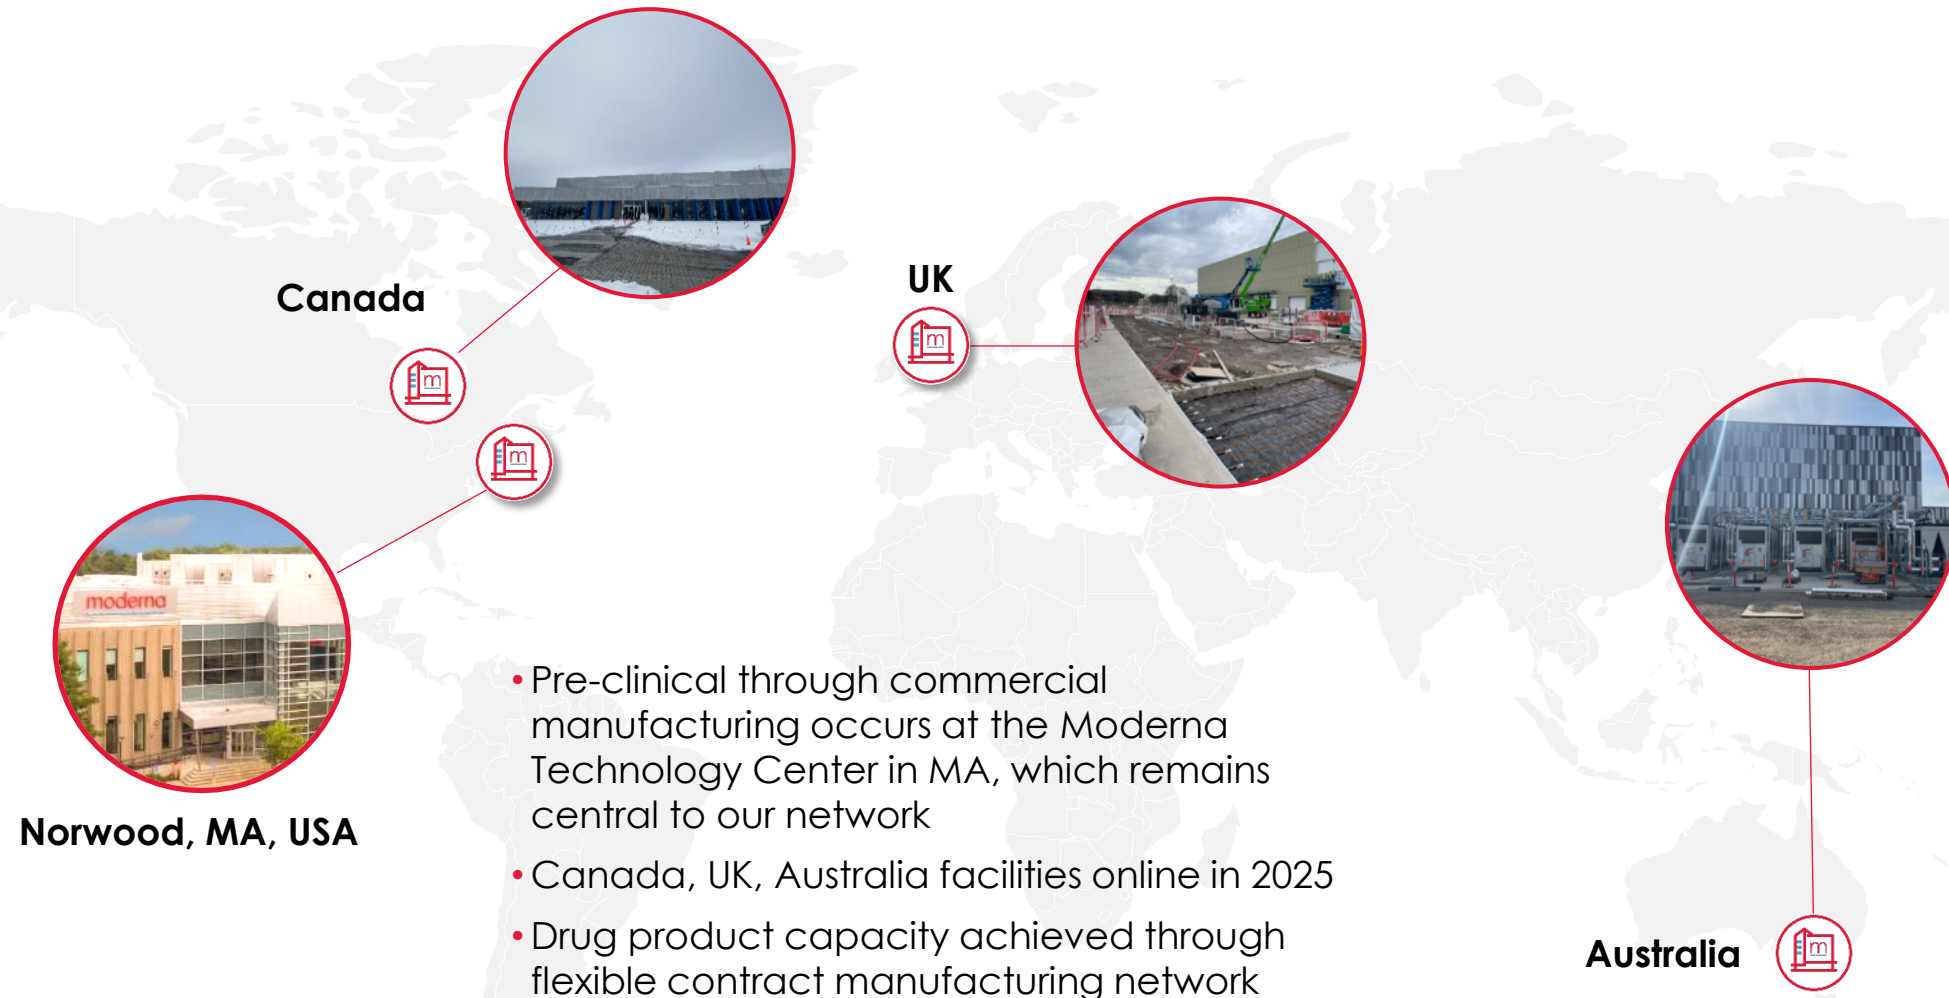 Canada
UK
moderna
Norwood, MA, USA
• Pre-clinical through commercial
manufacturing occurs at the Moderna
Technology Center in MA, which remains
central to our network
• Canada, UK, Australia facilities online in 2025
• Drug product capacity achieved through
flexible contract manufacturing network
Australia
m
m
m
m